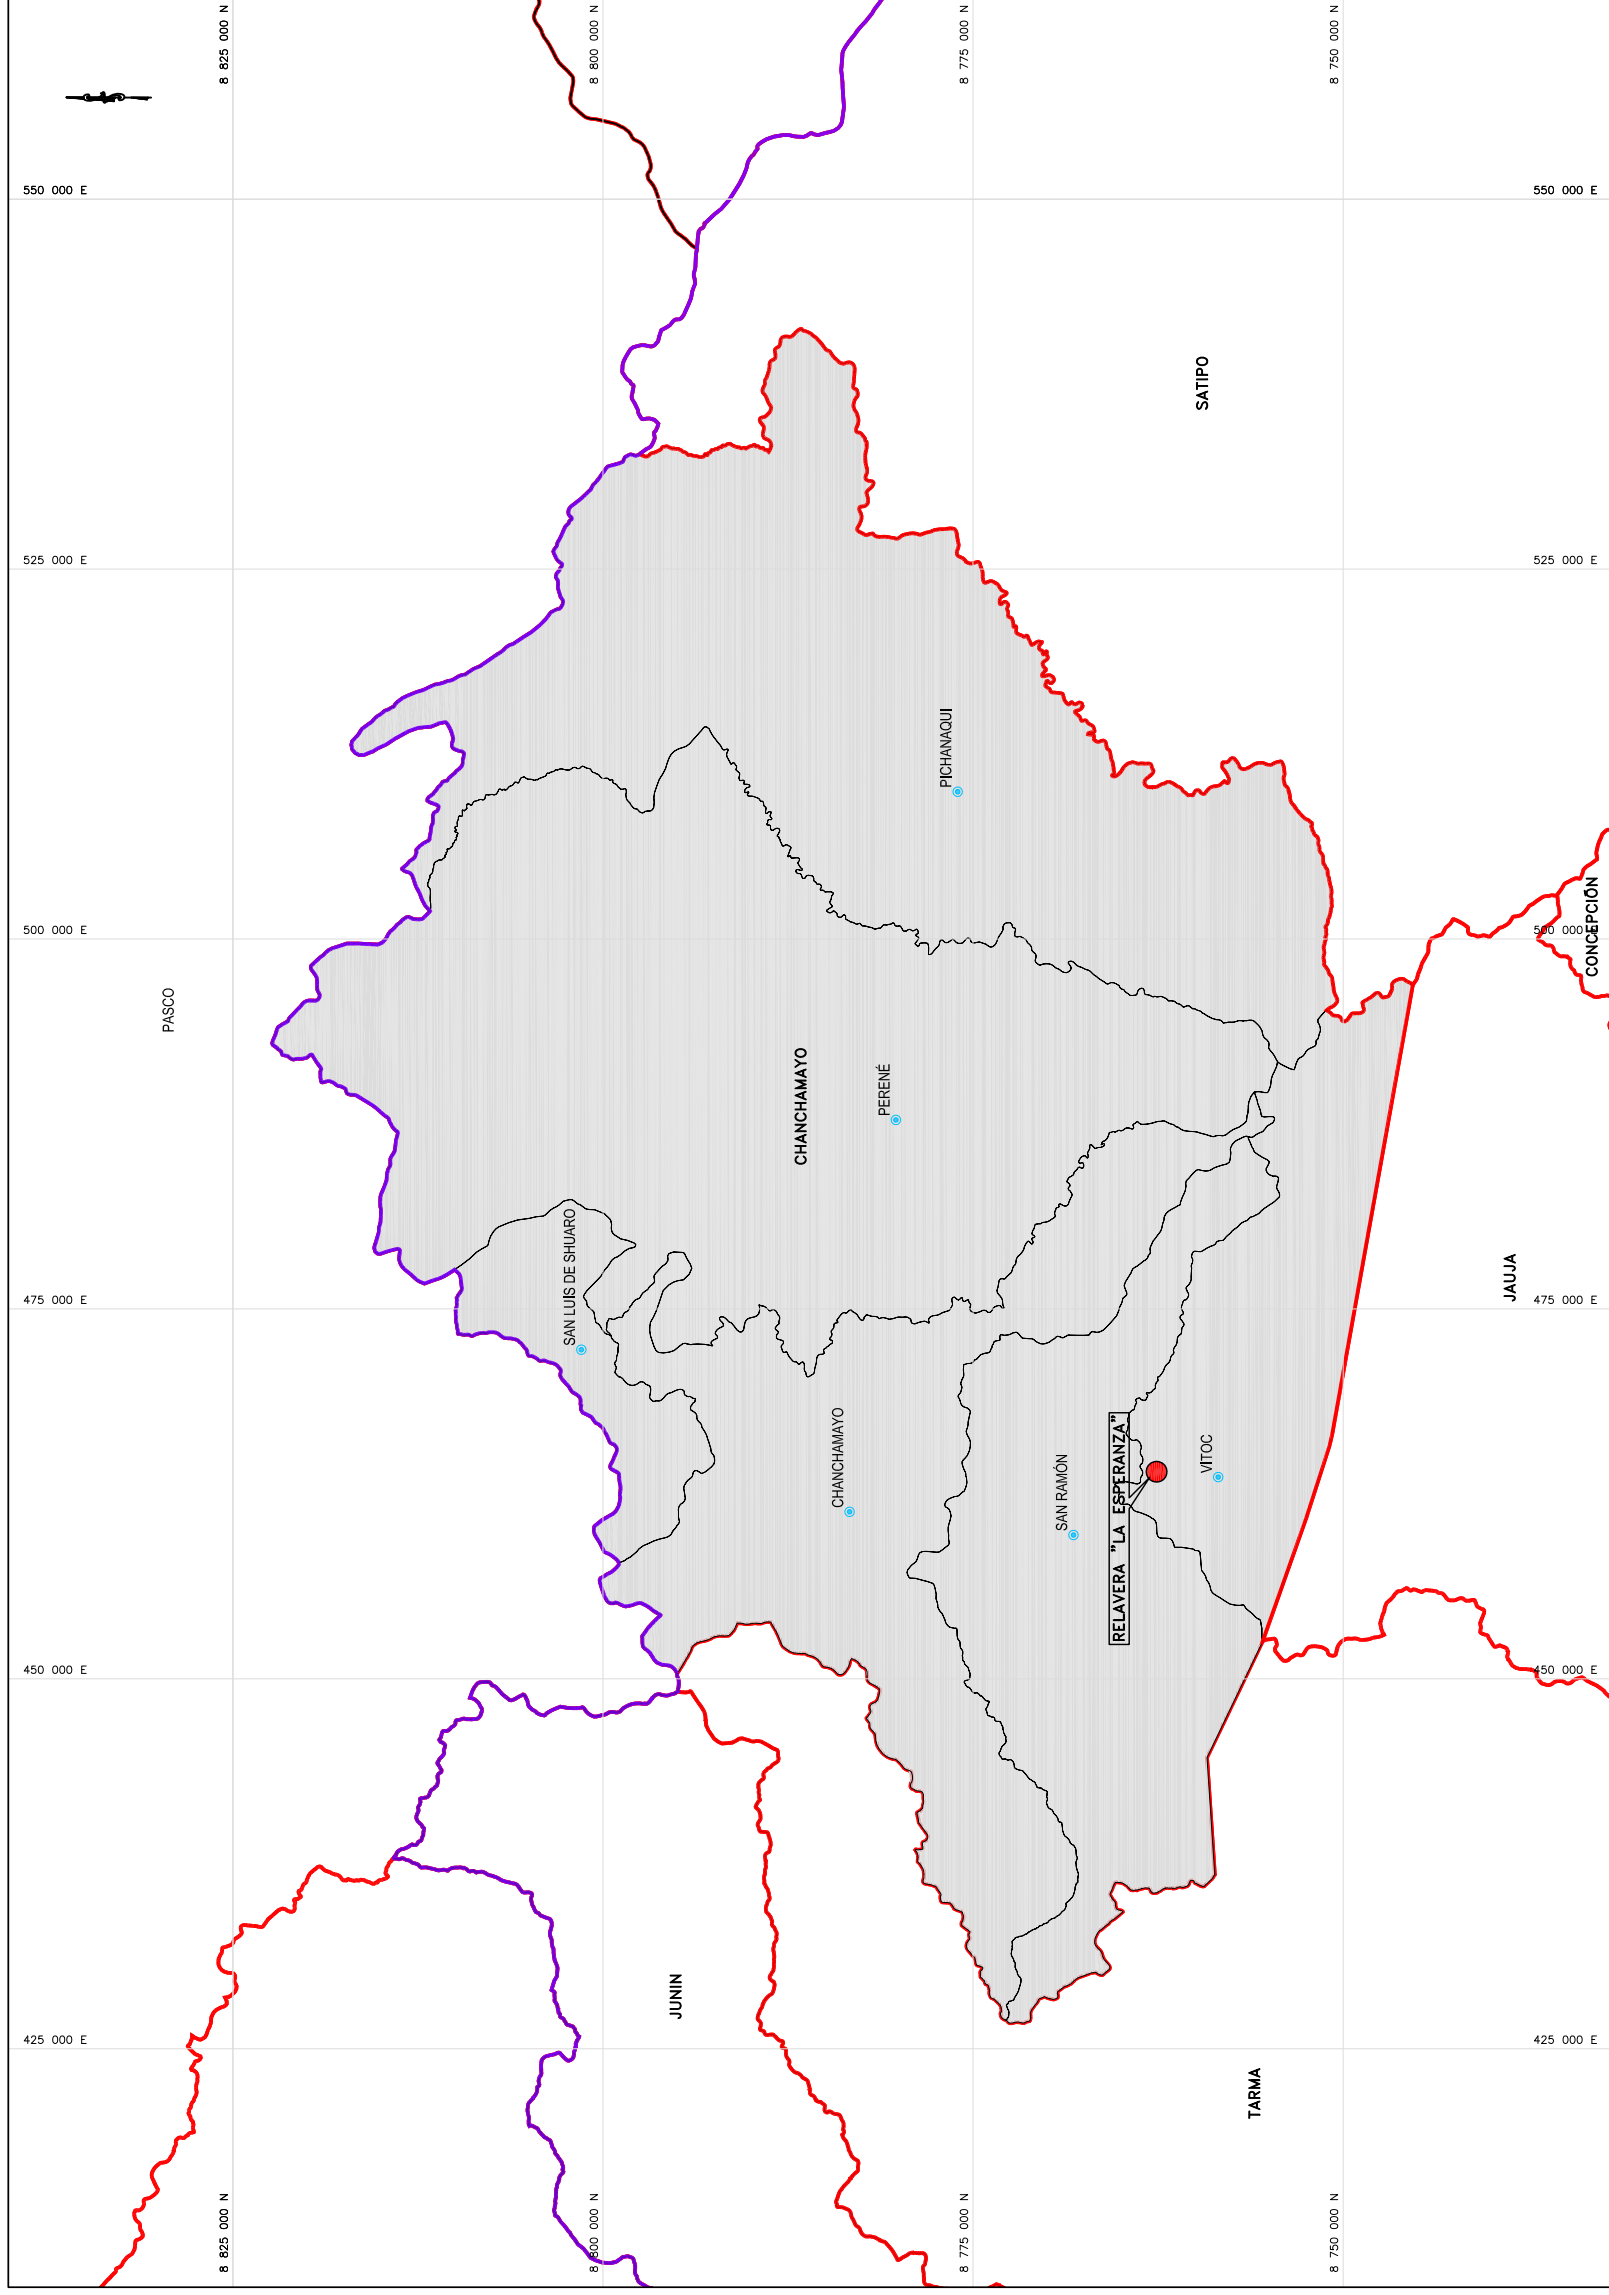 8 825 000 N
8 800 000 N
8 775 000 N
8 750 000 N
550 000 E
550 000 E
SATIPO
525 000 E
525 000 E
PICHANAQUI
500 000 E
500 000 E
CONCEPCIÓN
PASCO
CHANCHAMAYO
PERENÉ
SAN LUIS DE SHUARO
475 000 E
475 000 E
JAUJA
CHANCHAMAYO
SAN RAMÓN
RELAVERA "LA ESPERANZA"
VITOC
450 000 E
450 000 E
JUNIN
425 000 E
425 000 E
TARMA
8 825 000 N
8 800 000 N
8 775 000 N
8 750 000 N